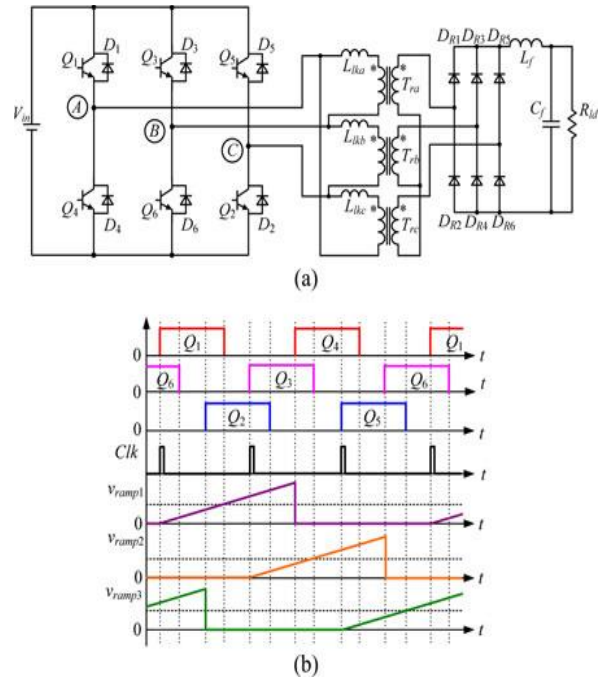 D1 D3 D5 DR1 DR3 DR5
Q1 Q3 Q5 Llka * * Tra Lf
Vin A B C Llkb * * Trb Cf Rld
Q4 Q6 Q2 Llkc * * Trc
D4 D6 D2 DR2 DR4 DR6
(a)
0 Q1 Q4 Q1 t
0 Q6 Q3 Q6 t
0 Q2 Q5 t
Clk t
vramp1
0 t
vramp2
0 t
vramp3
0 t
(b)